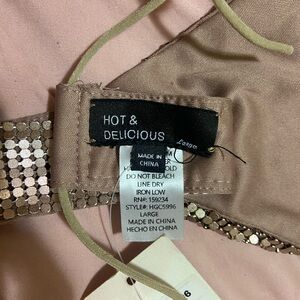 HOT &
DELICIOUS
Large
MADE IN
CHINA
DO NOT BLEACH
LINE DRY
IRON LOW
RN#: 159234
STYLE#: HGC5996
LARGE
MADE IN CHINA
HECHO EN CHINA
6